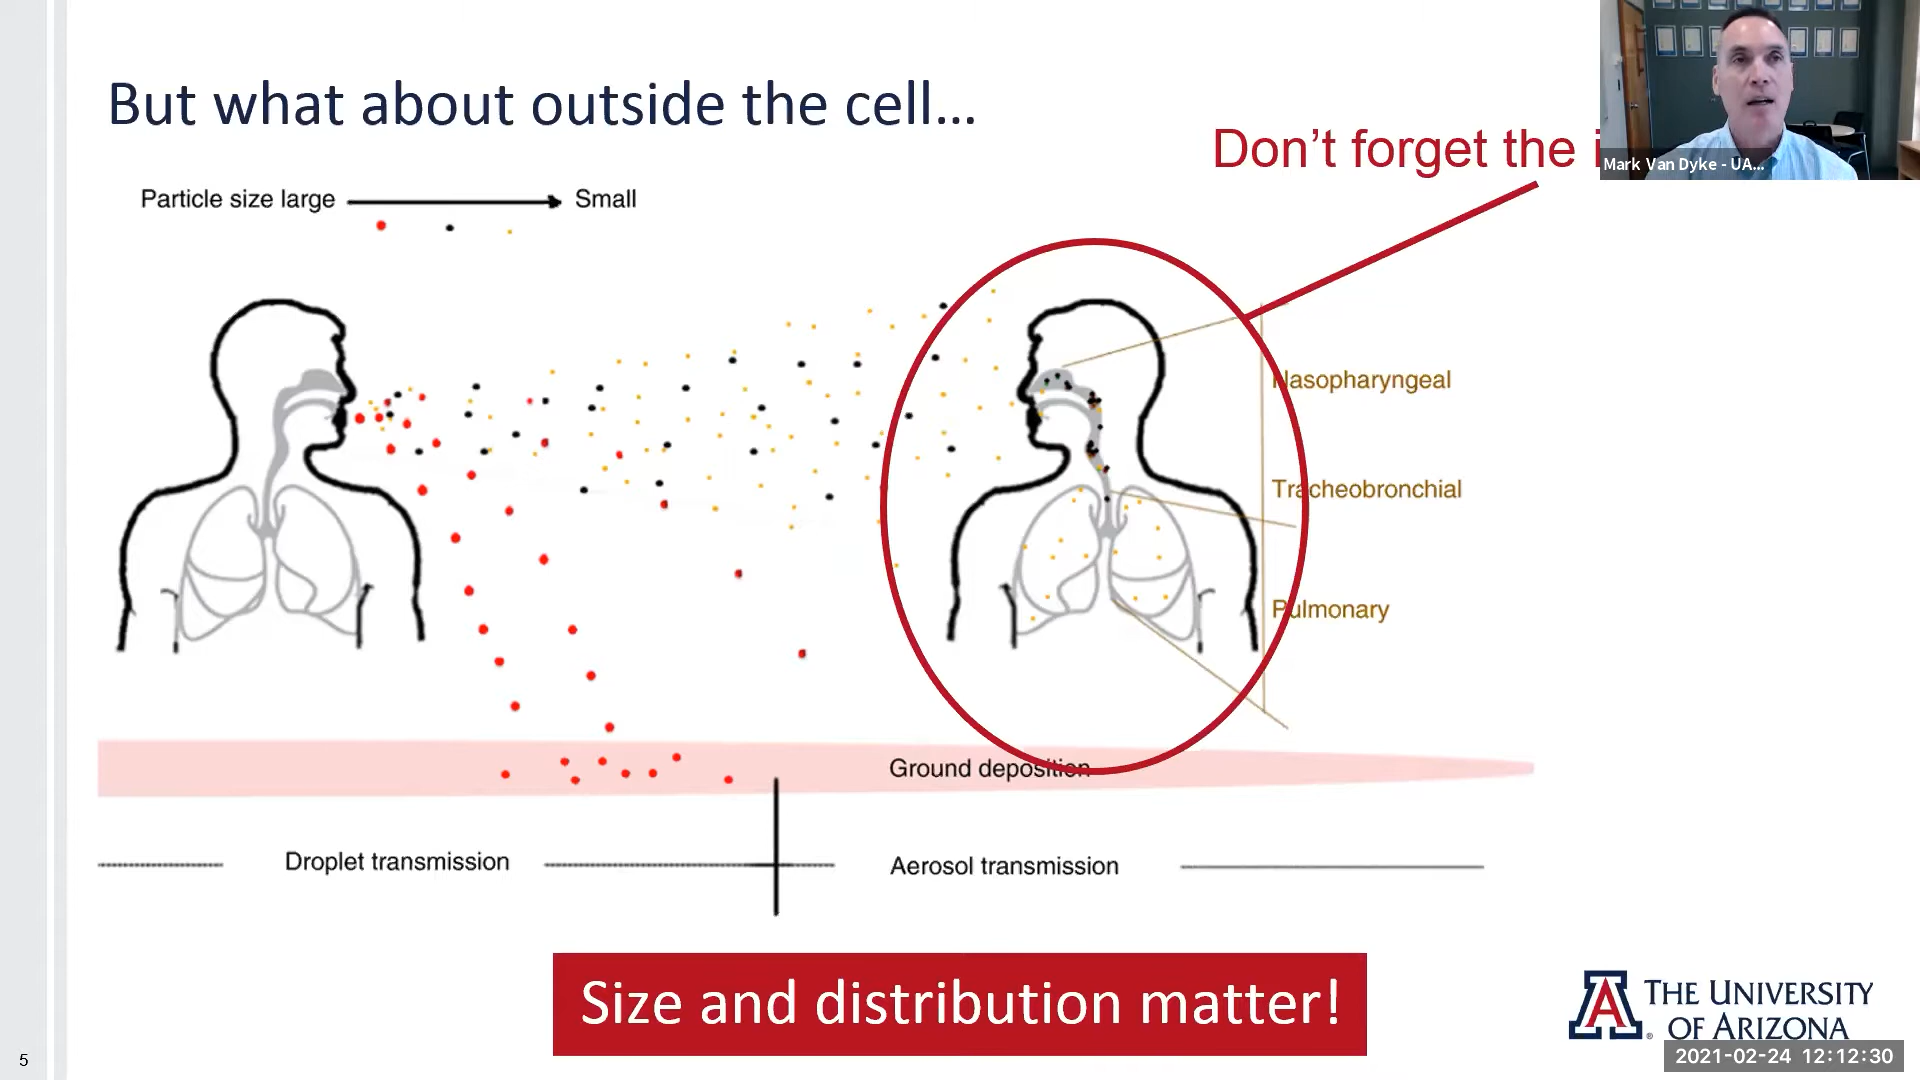 But what about outside the cell...
Don't forget the
Mark Van Dyke - UA...
Particle size large
Small
Nasopharyngeal
Tracheobronchial
Pulmonary
Ground deposition
Droplet transmission
Aerosol transmission
Size and distribution matter!
THE UNIVERSITY
OF ARIZONA
5
2021-02-24 12:12:30